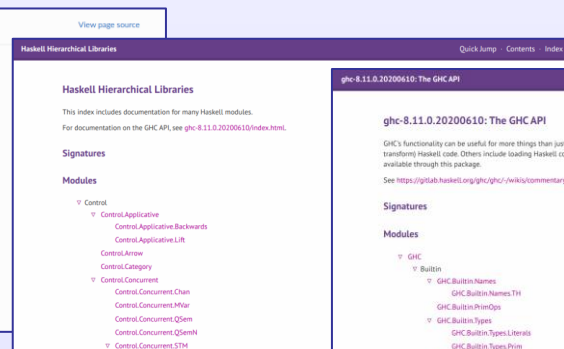 View page source
Haskell Hierarchical Libraries
Quick Jump · Contents · Index
Haskell Hierarchical Libraries
This index includes documentation for many Haskell modules.
For documentation on the GHC API, see ghc-8.11.0.20200610/index.html.
Signatures
Modules
▽ Control
▽ Control.Applicative
Control.Applicative.Backwards
Control.Applicative.Lift
Control.Arrow
Control.Category
▽ Control.Concurrent
Control.Concurrent.Chan
Control.Concurrent.MVar
Control.Concurrent.QSem
Control.Concurrent.QSemN
▽ Control.Concurrent.STM
ghc-8.11.0.20200610: The GHC API
ghc-8.11.0.20200610: The GHC API
GHC's functionality can be useful for more things than jus
transform) Haskell code. Others include loading Haskell co
available through this package.
See https://gitlab.haskell.org/ghc/ghc/-/wikis/commentary
Signatures
Modules
▽ GHC
▽ Builtin
▽ GHC.Builtin.Names
GHC.Builtin.Names.TH
GHC.Builtin.PrimOps
▽ GHC.Builtin.Types
GHC.Builtin.Types.Literals
GHC.Builtin.Types.Prim